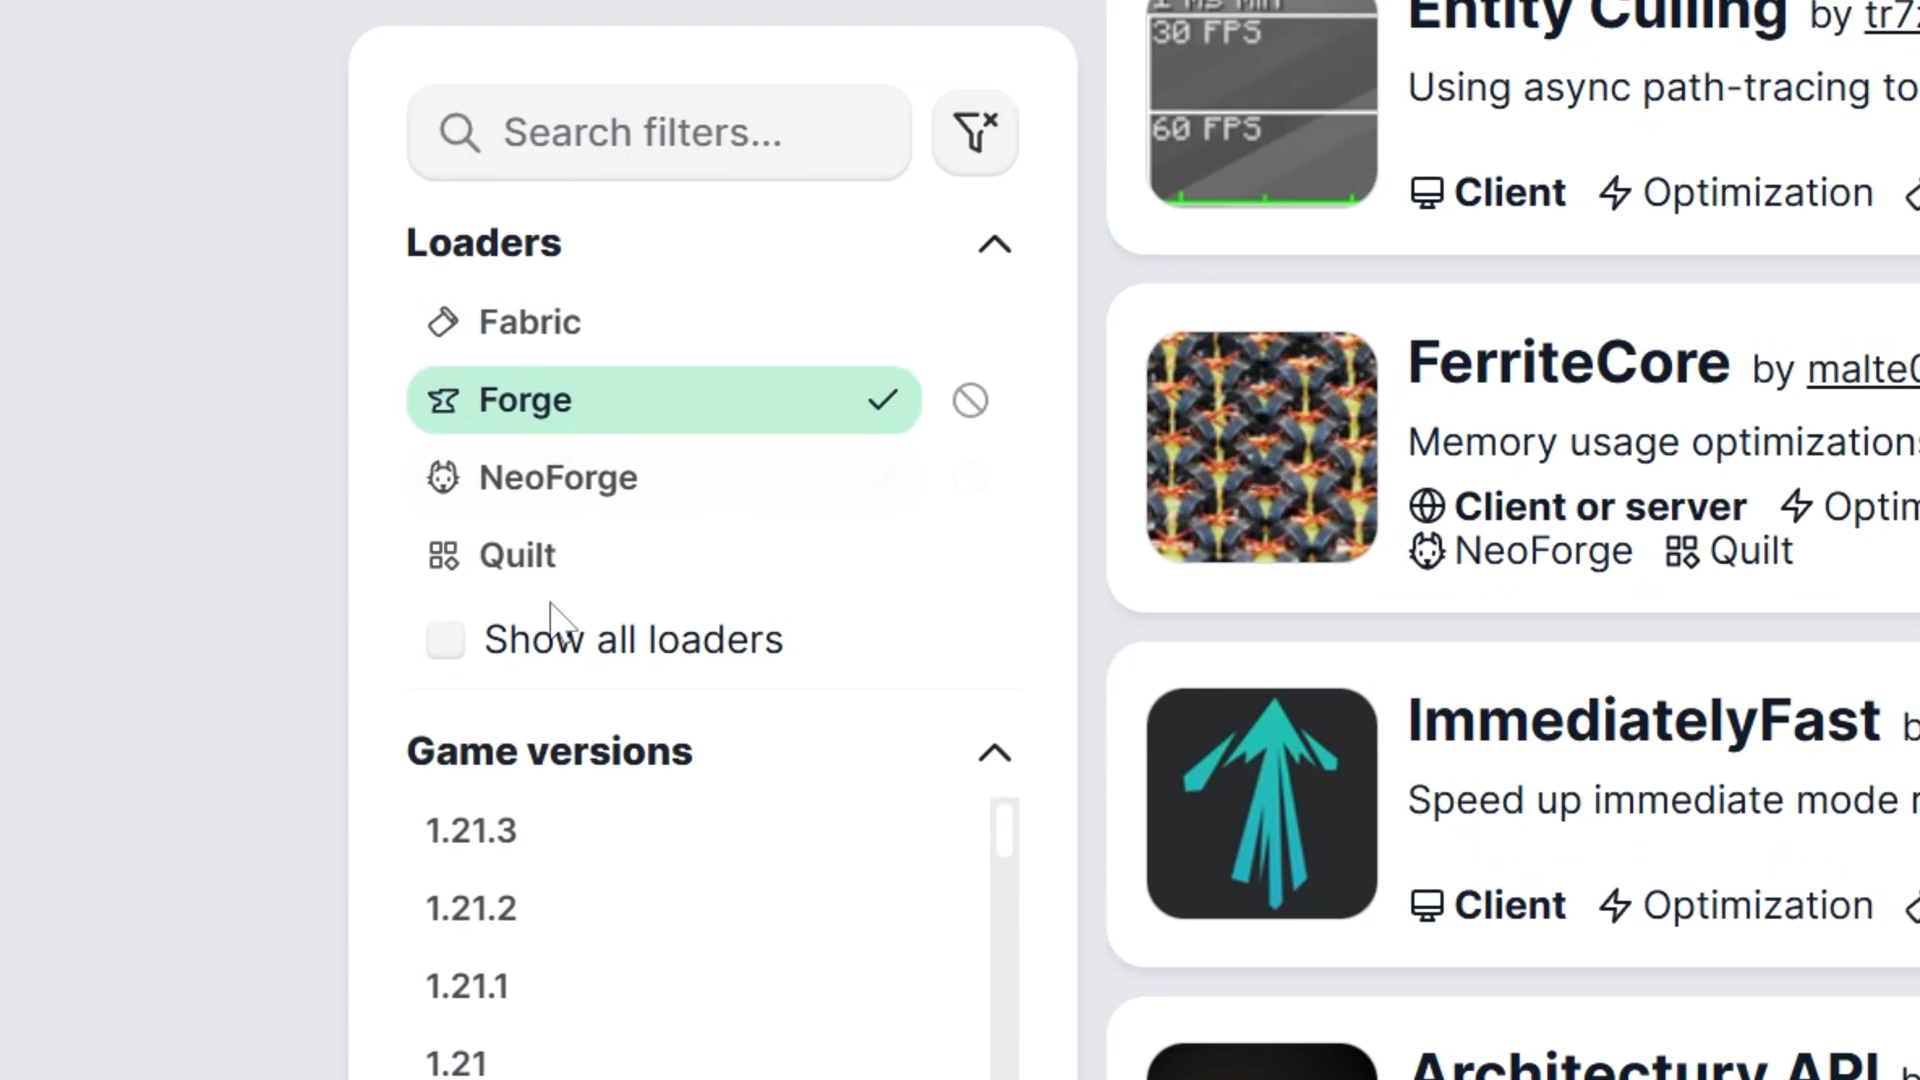 Search filters...
Loaders
Fabric
Forge
NeoForge
Quilt
Show all loaders
Game versions
1.21.3
1.21.2
1.21.1
1.21
30 FPS
60 FPS
Entity Culling by
Using async path-tracing to
Client Optimization
FerriteCore by
Memory usage
Client or server
NeoForge Quilt
ImmediatelyFast
Speed up immediate mode
Client Optimization
Architectury API